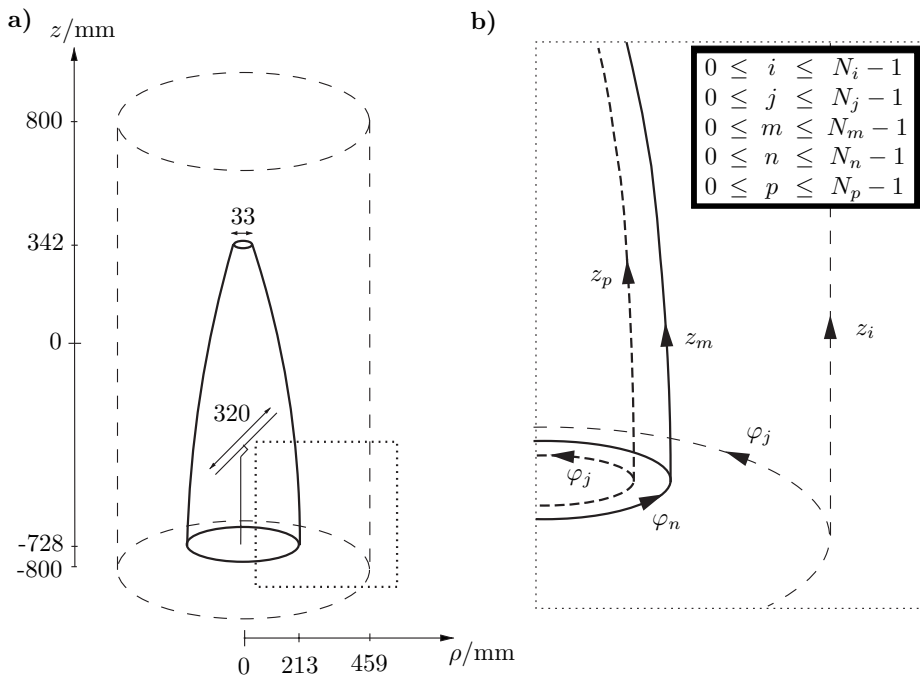 a)
z/mm
800
33
342
0
320
-728
-800
0 213 459
ρ/mm
b)
0 ≤ i ≤ N_i − 1
0 ≤ j ≤ N_j − 1
0 ≤ m ≤ N_m − 1
0 ≤ n ≤ N_n − 1
0 ≤ p ≤ N_p − 1
z_p
z_m
z_i
φ_j
φ_j
φ_n